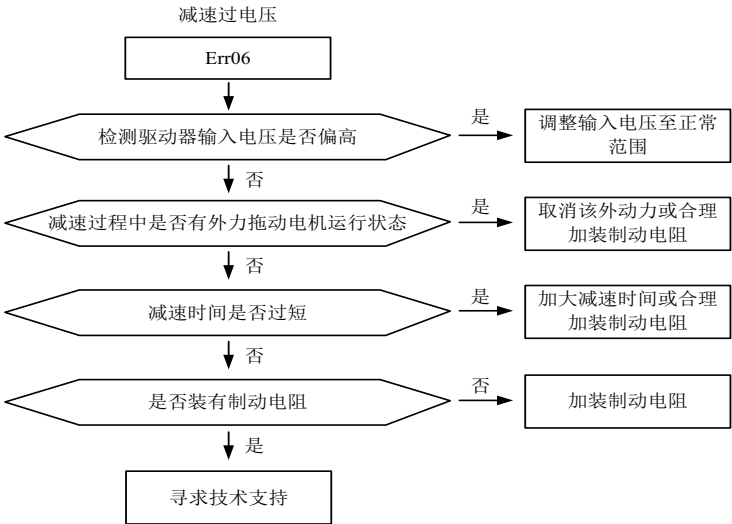 减速过电压
Err06
检测驱动器输入电压是否偏高
是
调整输入电压至正常
范围
否
减速过程中是否有外力拖动电机运行状态
是
取消该外动力或合理
加装制动电阻
否
减速时间是否过短
是
加大减速时间或合理
加装制动电阻
否
是否装有制动电阻
否
加装制动电阻
是
寻求技术支持